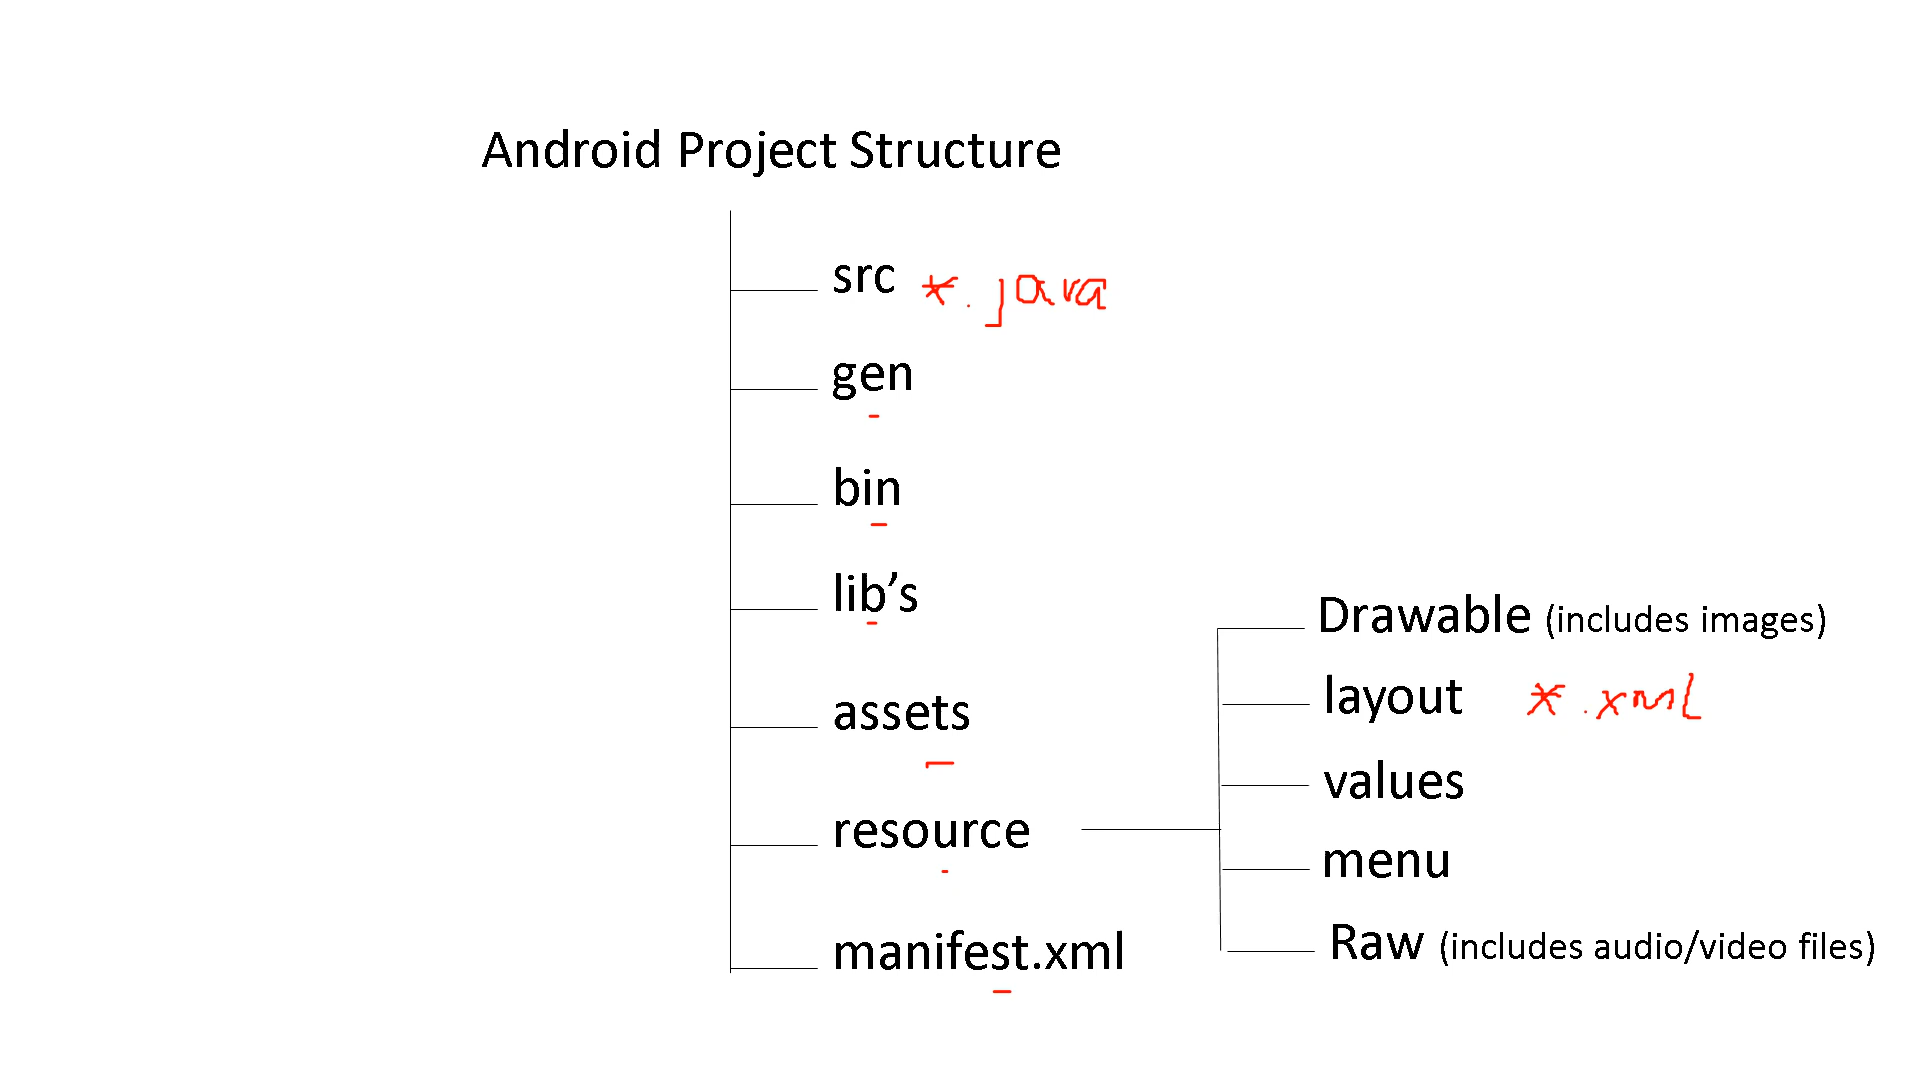 Android Project Structure
src *.java
gen
bin
lib’s
assets
resource
manifest.xml
Drawable (includes images)
layout *.xml
values
menu
Raw (includes audio/video files)